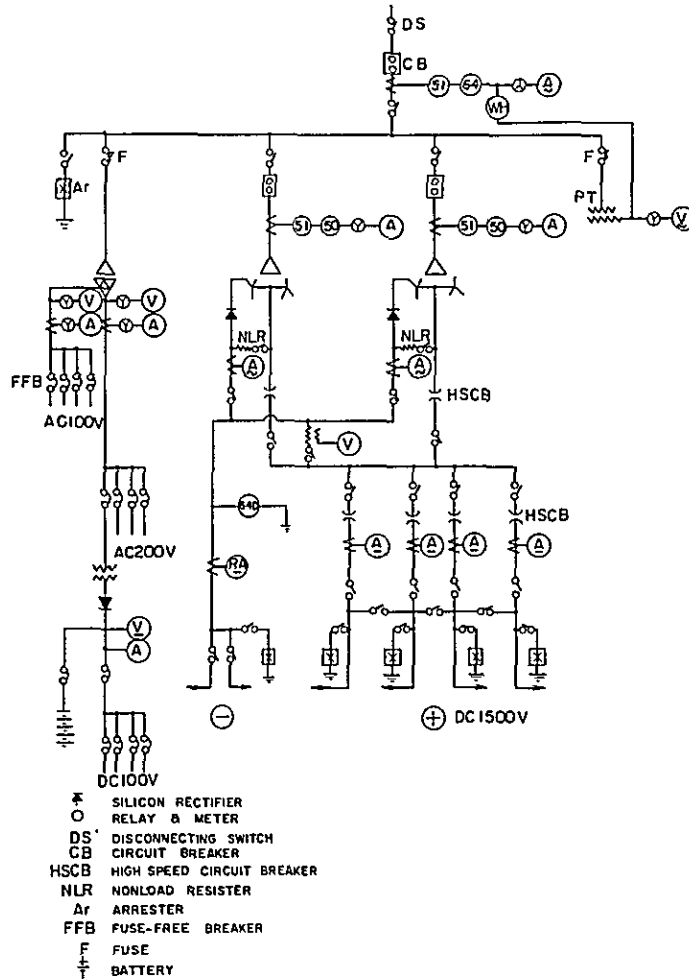 DS
CB
51 64 A
WH
F
Ar
F
PT
V
51 50 Y A
51 50 Y A
Y V Y V
Y A Y A
NLR
A
NLR
A
FFB
AC100V
HSCB
V
64D
HSCB
AC200V
A A A A
RA
V
A
− + DC1500V
DC100V
SILICON RECTIFIER
RELAY & METER
DS' DISCONNECTING SWITCH
CB CIRCUIT BREAKER
HSCB HIGH SPEED CIRCUIT BREAKER
NLR NONLOAD RESISTER
Ar ARRESTER
FFB FUSE-FREE BREAKER
F FUSE
BATTERY